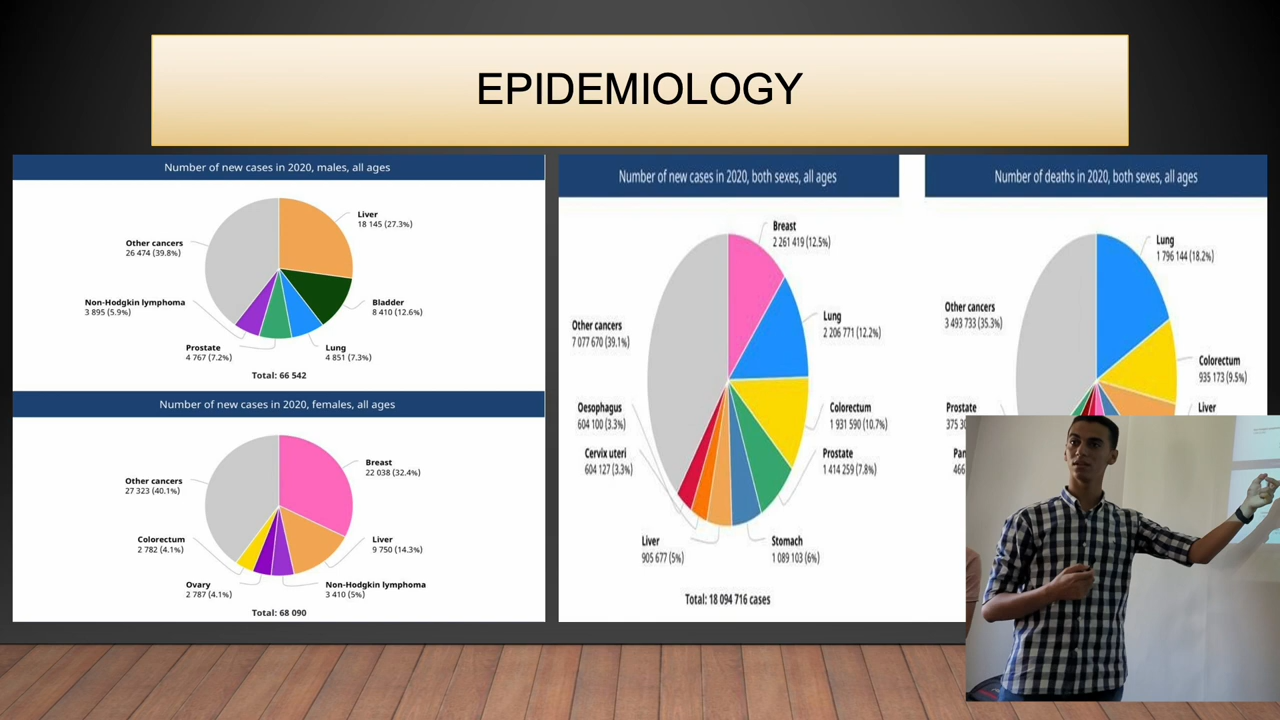 EPIDEMIOLOGY
Number of new cases in 2020, males, all ages
Liver
18 145 (27.3%)
Other cancers
26 474 (39.8%)
Non-Hodgkin lymphoma
3 895 (5.9%)
Bladder
8 410 (12.6%)
Prostate
4 767 (7.2%)
Lung
4 851 (7.3%)
Total: 66 542
Number of new cases in 2020, females, all ages
Breast
22 038 (32.4%)
Other cancers
27 323 (40.1%)
Colorectum
2 782 (4.1%)
Liver
9 750 (14.3%)
Ovary
2 787 (4.1%)
Non-Hodgkin lymphoma
3 410 (5%)
Total: 68 090
Number of new cases in 2020, both sexes, all ages
Breast
2 261 419 (12.5%)
Lung
2 206 771 (12.2%)
Other cancers
7 077 670 (39.1%)
Oesophagus
604 100 (3.3%)
Colorectum
1 931 590 (10.7%)
Cervix uteri
604 127 (3.3%)
Prostate
1 414 259 (7.8%)
Liver
905 677 (5%)
Stomach
1 089 103 (6%)
Total: 18 094 716 cases
Number of deaths in 2020, both sexes, all ages
Lung
1 796 144 (18.2%)
Other cancers
3 493 733 (35.3%)
Colorectum
935 173 (9.5%)
Prostate
375 30
Liver
Pan
466